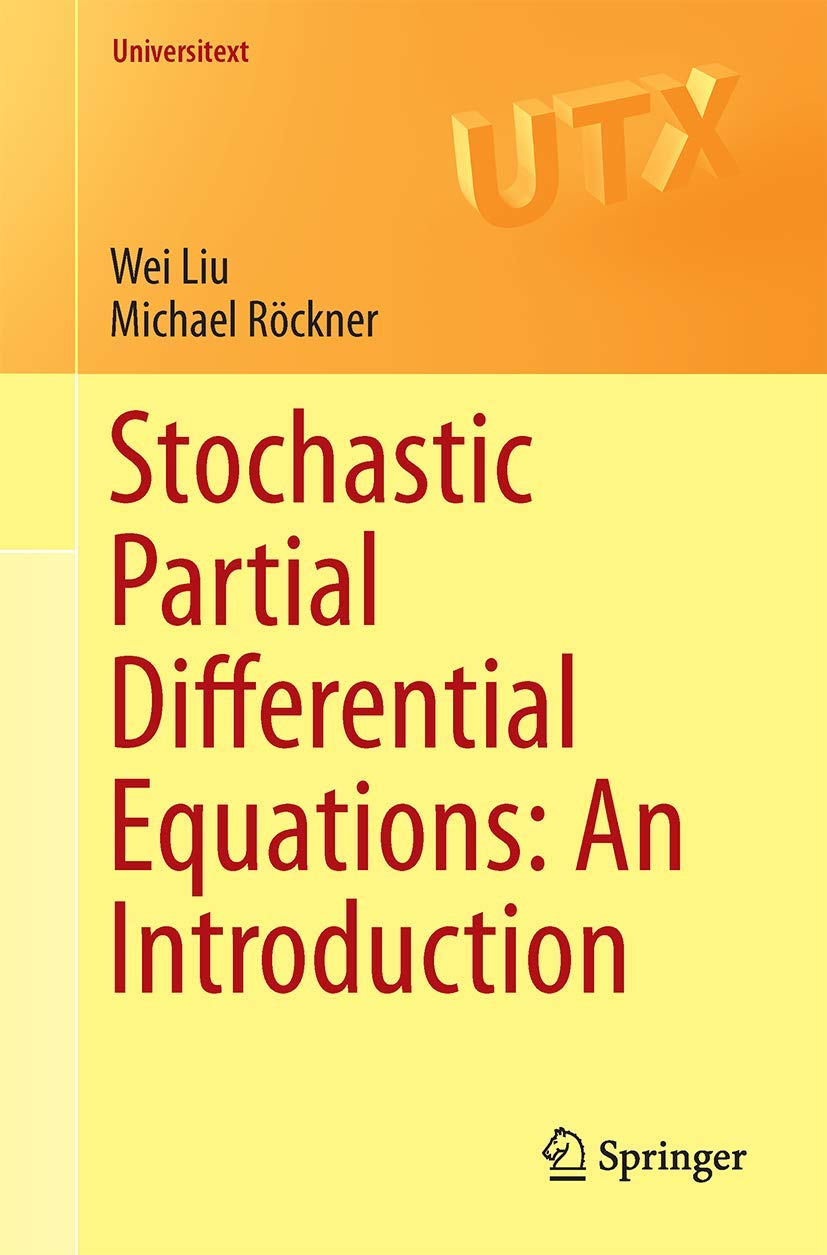 Universitext
UTX
Wei Liu
Michael Röckner
Stochastic
Partial
Differential
Equations: An
Introduction
Springer